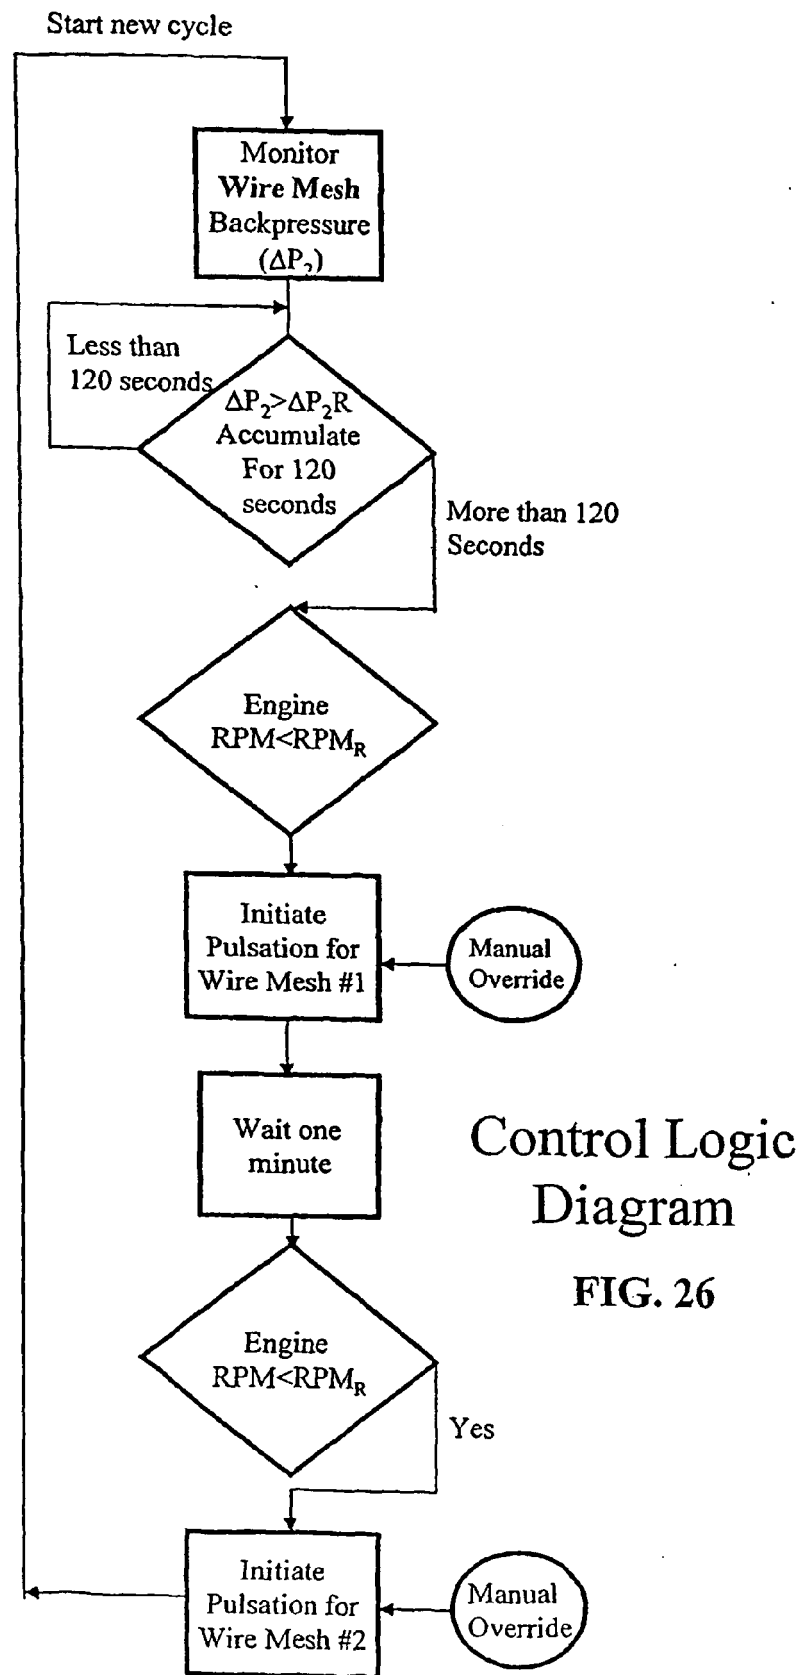 Start new cycle
Monitor
Wire Mesh
Backpressure
(ΔP₂)
Less than
120 seconds
ΔP₂>ΔP₂R
Accumulate
For 120
seconds
More than 120
Seconds
Engine
RPM<RPM_R
Initiate
Pulsation for
Wire Mesh #1
Manual
Override
Wait one
minute
Control Logic
Diagram
FIG. 26
Engine
RPM<RPM_R
Yes
Initiate
Pulsation for
Wire Mesh #2
Manual
Override